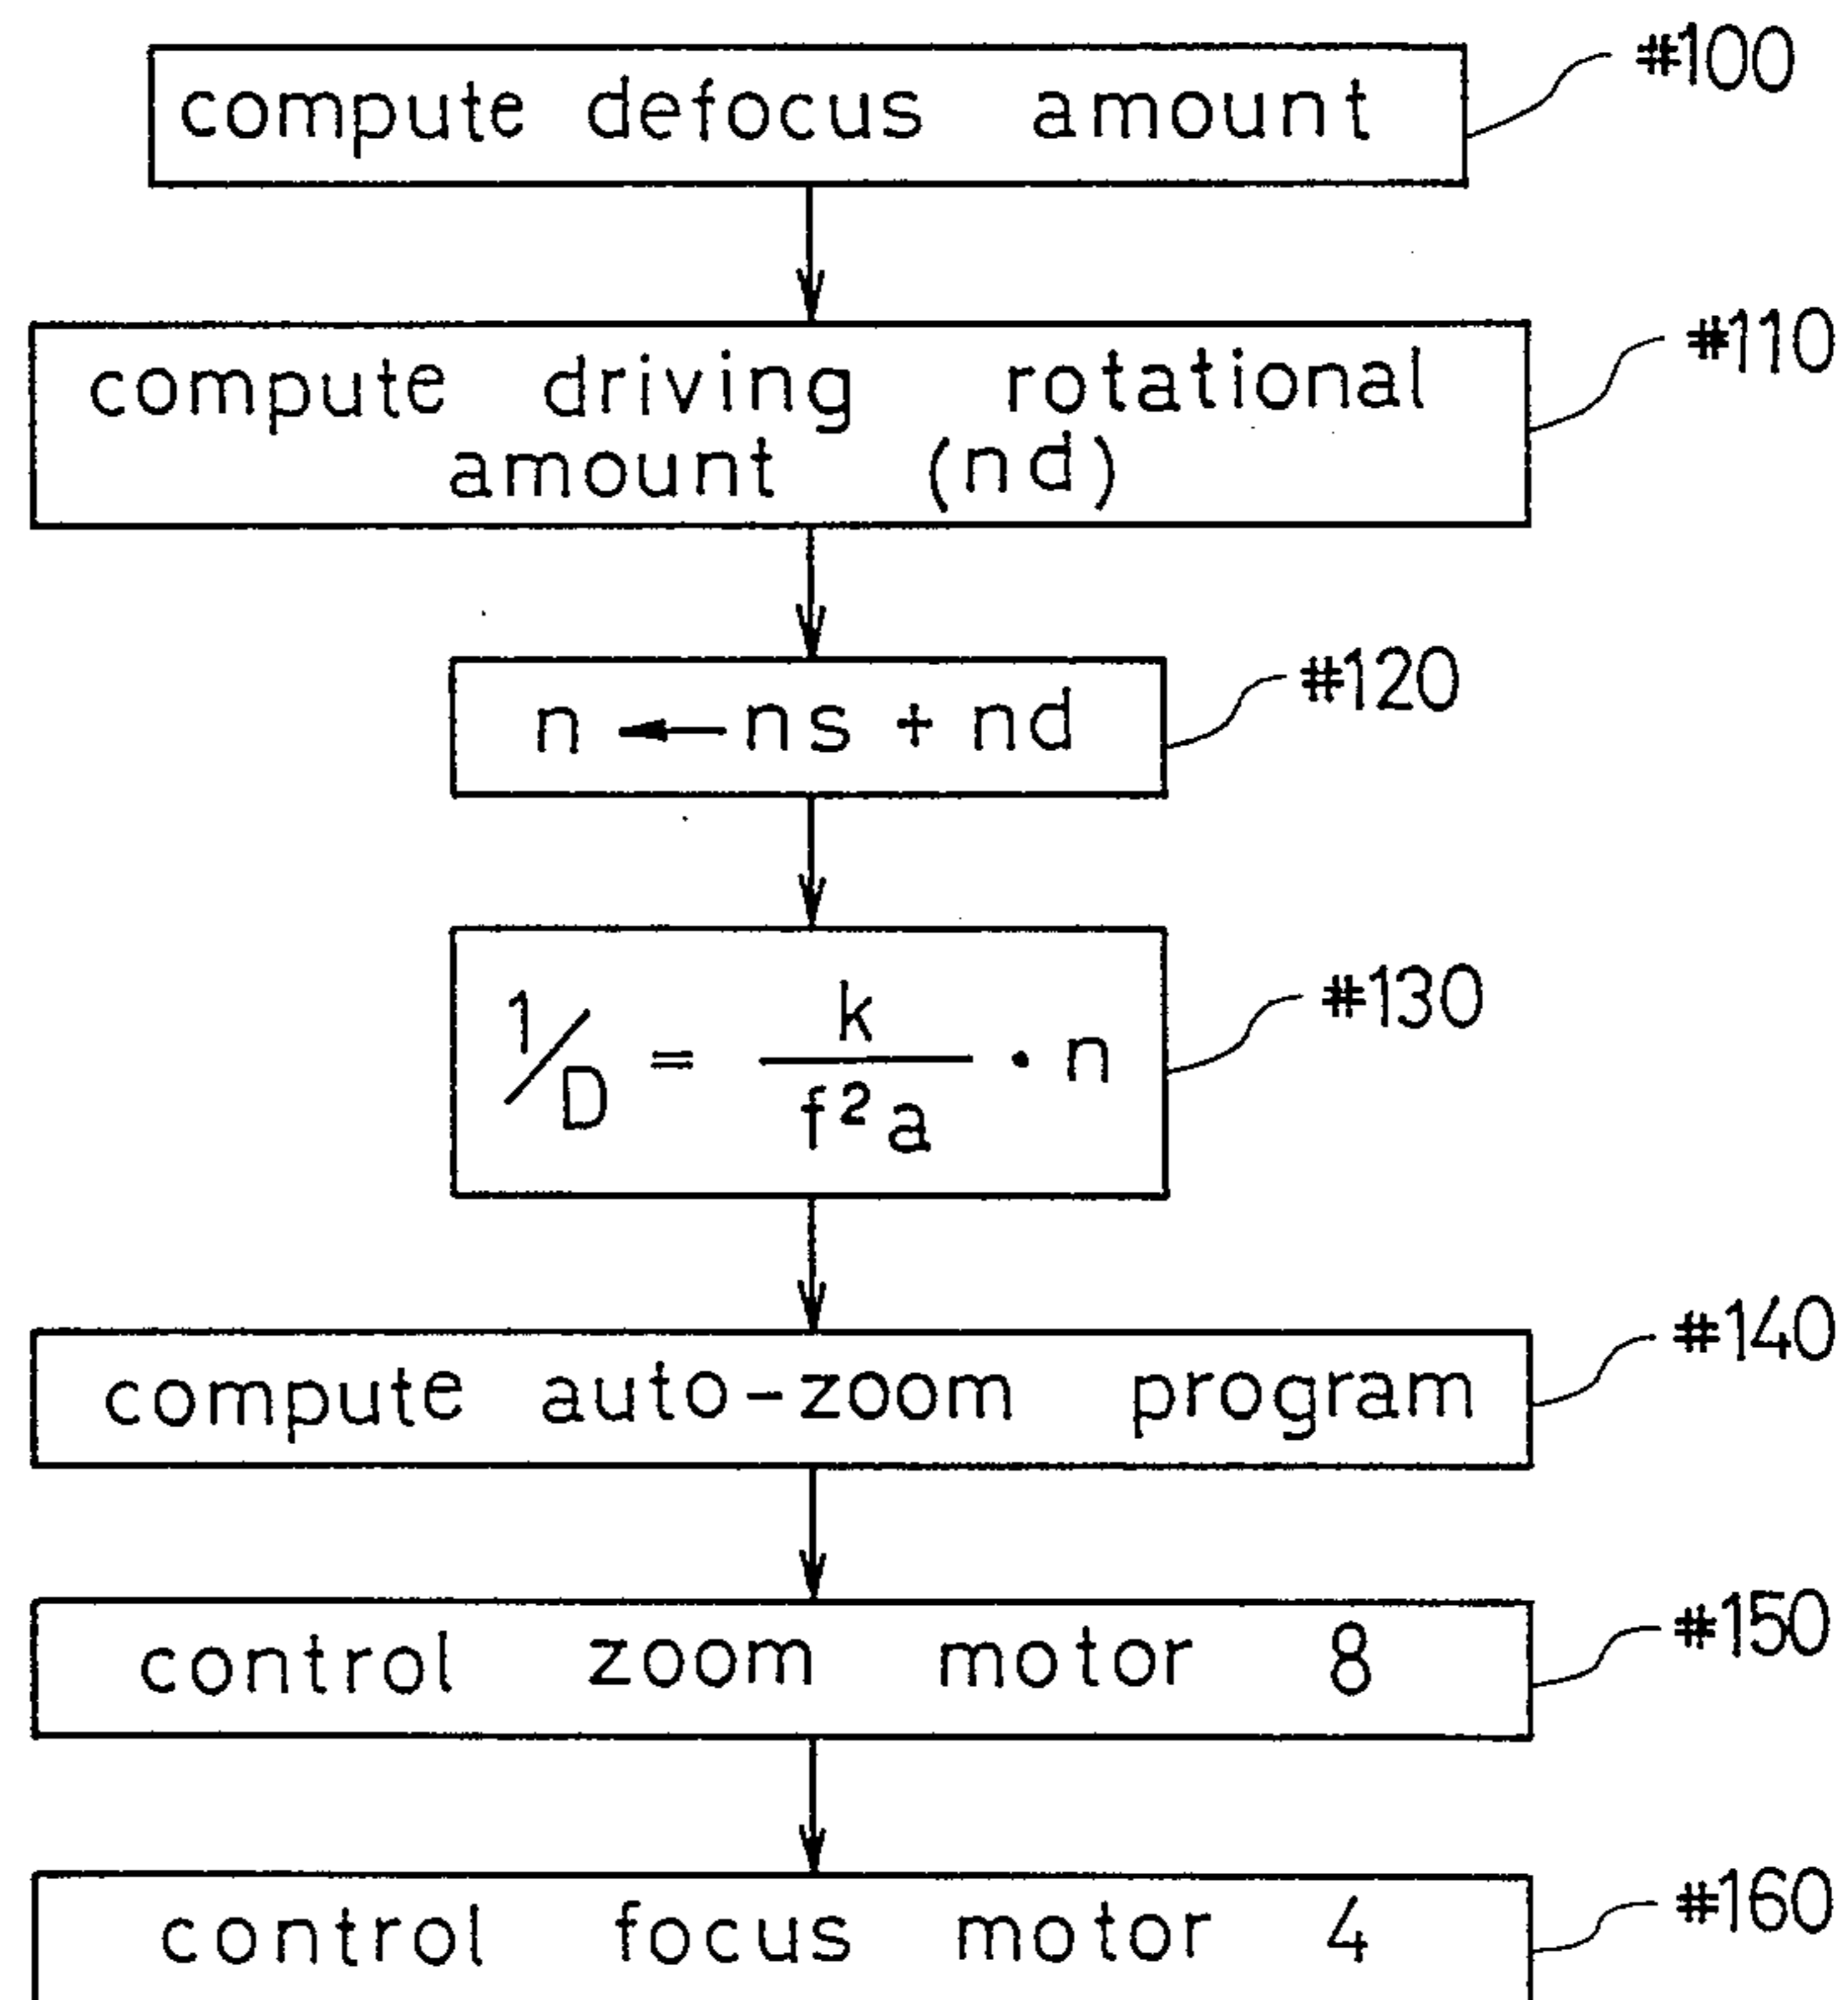 compute defocus amount #100
compute driving rotational #110
amount (nd)
n ← ns + nd #120
1/D = k/f²a · n #130
compute auto-zoom program #140
control zoom motor 8 #150
control focus motor 4 #160